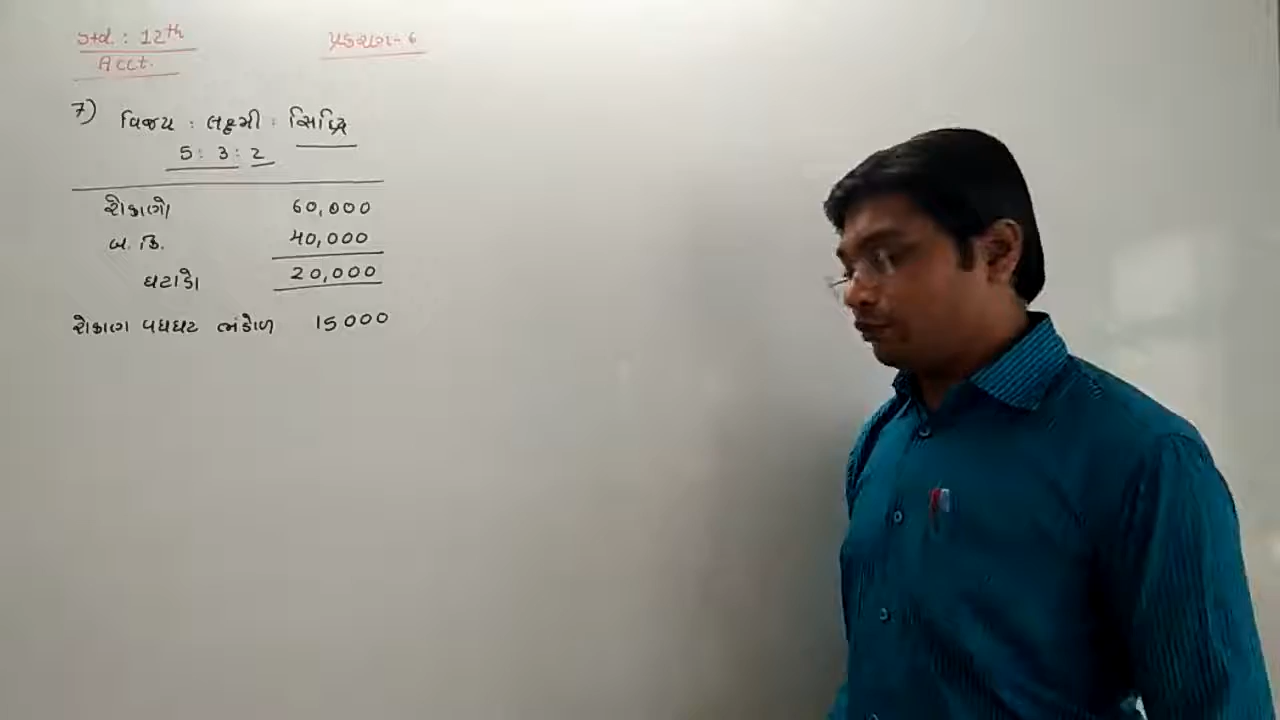 Std. : 12th
Acct.
પ્રકરણ-6
7) વિજય : લક્ષ્મી : સિદ્ધિ
5 : 3 : 2
રોકાણો 60,000
બ. કિં. 40,000
ઘટાડો 20,000
રોકાણ વધઘટ ભંડોળ 15000